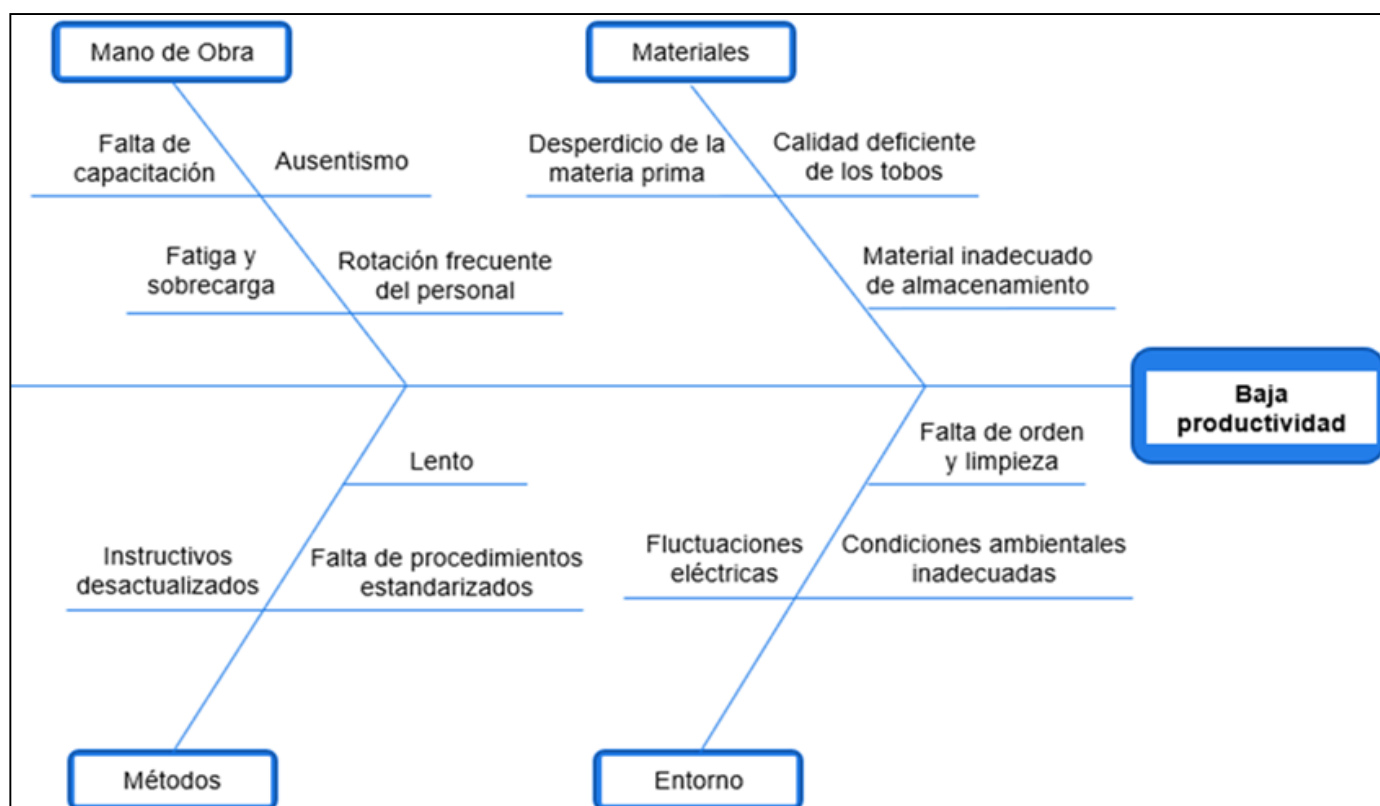 Mano de Obra
Materiales
Falta de
capacitación
Ausentismo
Desperdicio de la
materia prima
Calidad deficiente
de los tobos
Fatiga y
sobrecarga
Rotación frecuente
del personal
Material inadecuado
de almacenamiento
Baja
productividad
Lento
Falta de orden
y limpieza
Instructivos
desactualizados
Falta de procedimientos
estandarizados
Fluctuaciones
eléctricas
Condiciones ambientales
inadecuadas
Métodos
Entorno